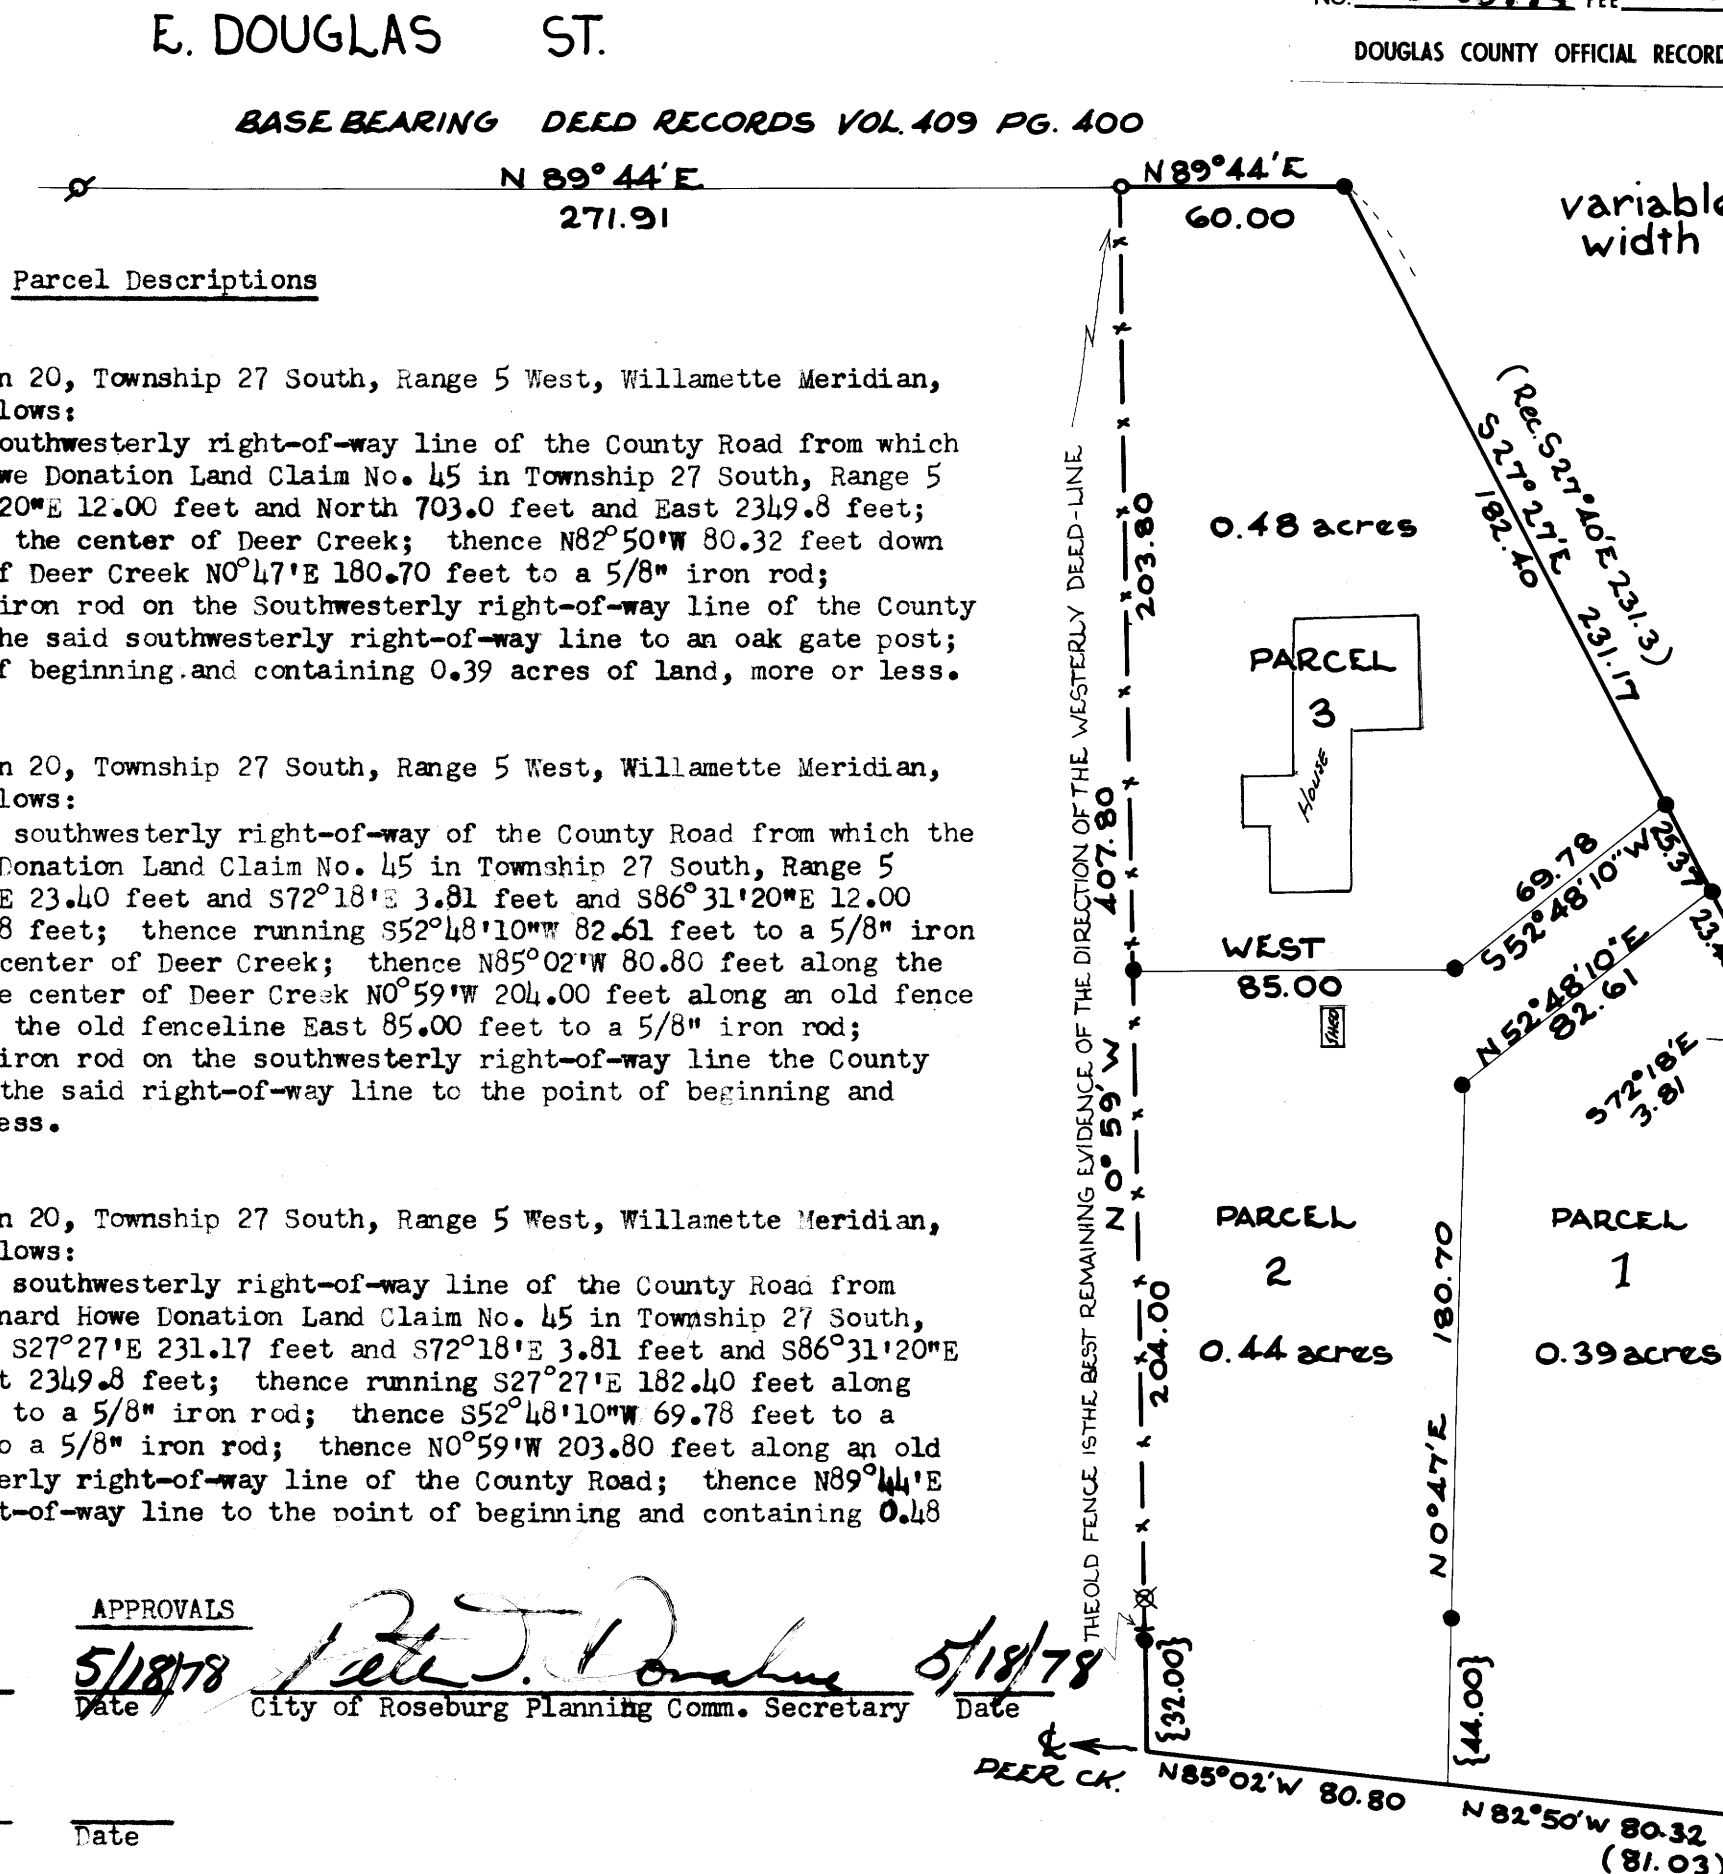 E. DOUGLAS ST.
NO. FEE
DOUGLAS COUNTY OFFICIAL RECORD
BASE BEARING DEED RECORDS VOL. 409 PG. 400
N 89°44'E
271.91
N 89°44'E
60.00
variable
width
Parcel Descriptions
n 20, Township 27 South, Range 5 West, Willamette Meridian,
lows:
outhwesterly right-of-way line of the County Road from which
we Donation Land Claim No. 45 in Township 27 South, Range 5
20"E 12.00 feet and North 703.0 feet and East 2349.8 feet;
the center of Deer Creek; thence N82°50'W 80.32 feet down
f Deer Creek N0°47'E 180.70 feet to a 5/8" iron rod;
iron rod on the Southwesterly right-of-way line of the County
he said southwesterly right-of-way line to an oak gate post;
f beginning and containing 0.39 acres of land, more or less.
n 20, Township 27 South, Range 5 West, Willamette Meridian,
lows:
southwesterly right-of-way of the County Road from which the
Donation Land Claim No. 45 in Township 27 South, Range 5
E 23.40 feet and S72°18'E 3.81 feet and S86°31'20"E 12.00
8 feet; thence running S52°48'10"W 82.61 feet to a 5/8" iron
center of Deer Creek; thence N85°02'W 80.80 feet along the
e center of Deer Creek N0°59'W 204.00 feet along an old fence
the old fenceline East 85.00 feet to a 5/8" iron rod;
iron rod on the southwesterly right-of-way line the County
the said right-of-way line to the point of beginning and
ess.
n 20, Township 27 South, Range 5 West, Willamette Meridian,
lows:
southwesterly right-of-way line of the County Road from
nard Howe Donation Land Claim No. 45 in Township 27 South,
S27°27'E 231.17 feet and S72°18'E 3.81 feet and S86°31'20"E
t 2349.8 feet; thence running S27°27'E 182.40 feet along
to a 5/8" iron rod; thence S52°48'10"W 69.78 feet to a
o a 5/8" iron rod; thence N0°59'W 203.80 feet along an old
erly right-of-way line of the County Road; thence N89°44'E
t-of-way line to the point of beginning and containing 0.48
APPROVALS
5/18/78 Peter J. Donahue 5/18/78
Date City of Roseburg Planning Comm. Secretary Date
Date
THE OLD FENCE IS THE BEST REMAINING EVIDENCE OF THE DIRECTION OF THE WESTERLY DEED-LINE
N 0° 59' W 407.80
203.80
204.00
{32.00}
(Rec. S27°40'E 231.3)
S27°27'E 231.17
182.40
0.48 acres
PARCEL
3
HOUSE
25.37
69.78
S52°48'10"W
23.4
WEST
85.00
SHED
N52°48'10"E
82.61
S72°18'E
3.81
PARCEL
2
0.44 acres
PARCEL
1
0.39 acres
N0°47'E 180.70
{44.00}
℄
DEER CK.
N85°02'W 80.80
N82°50'W 80.32
(81.03)